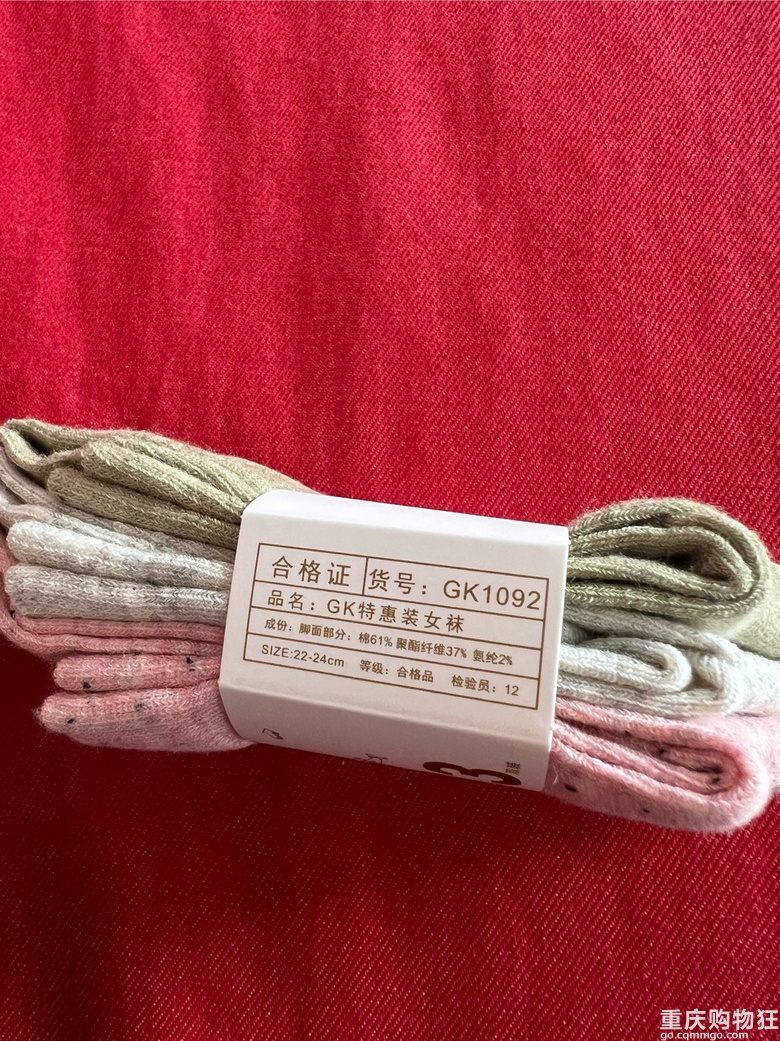 合格证 货号：GK1092
品名：GK特惠装女袜
成份：脚面部分：棉61% 聚酯纤维37% 氨纶2%
SIZE:22-24cm 等级：合格品 检验员：12
3
重庆购物狂
go.cqmmgo.com